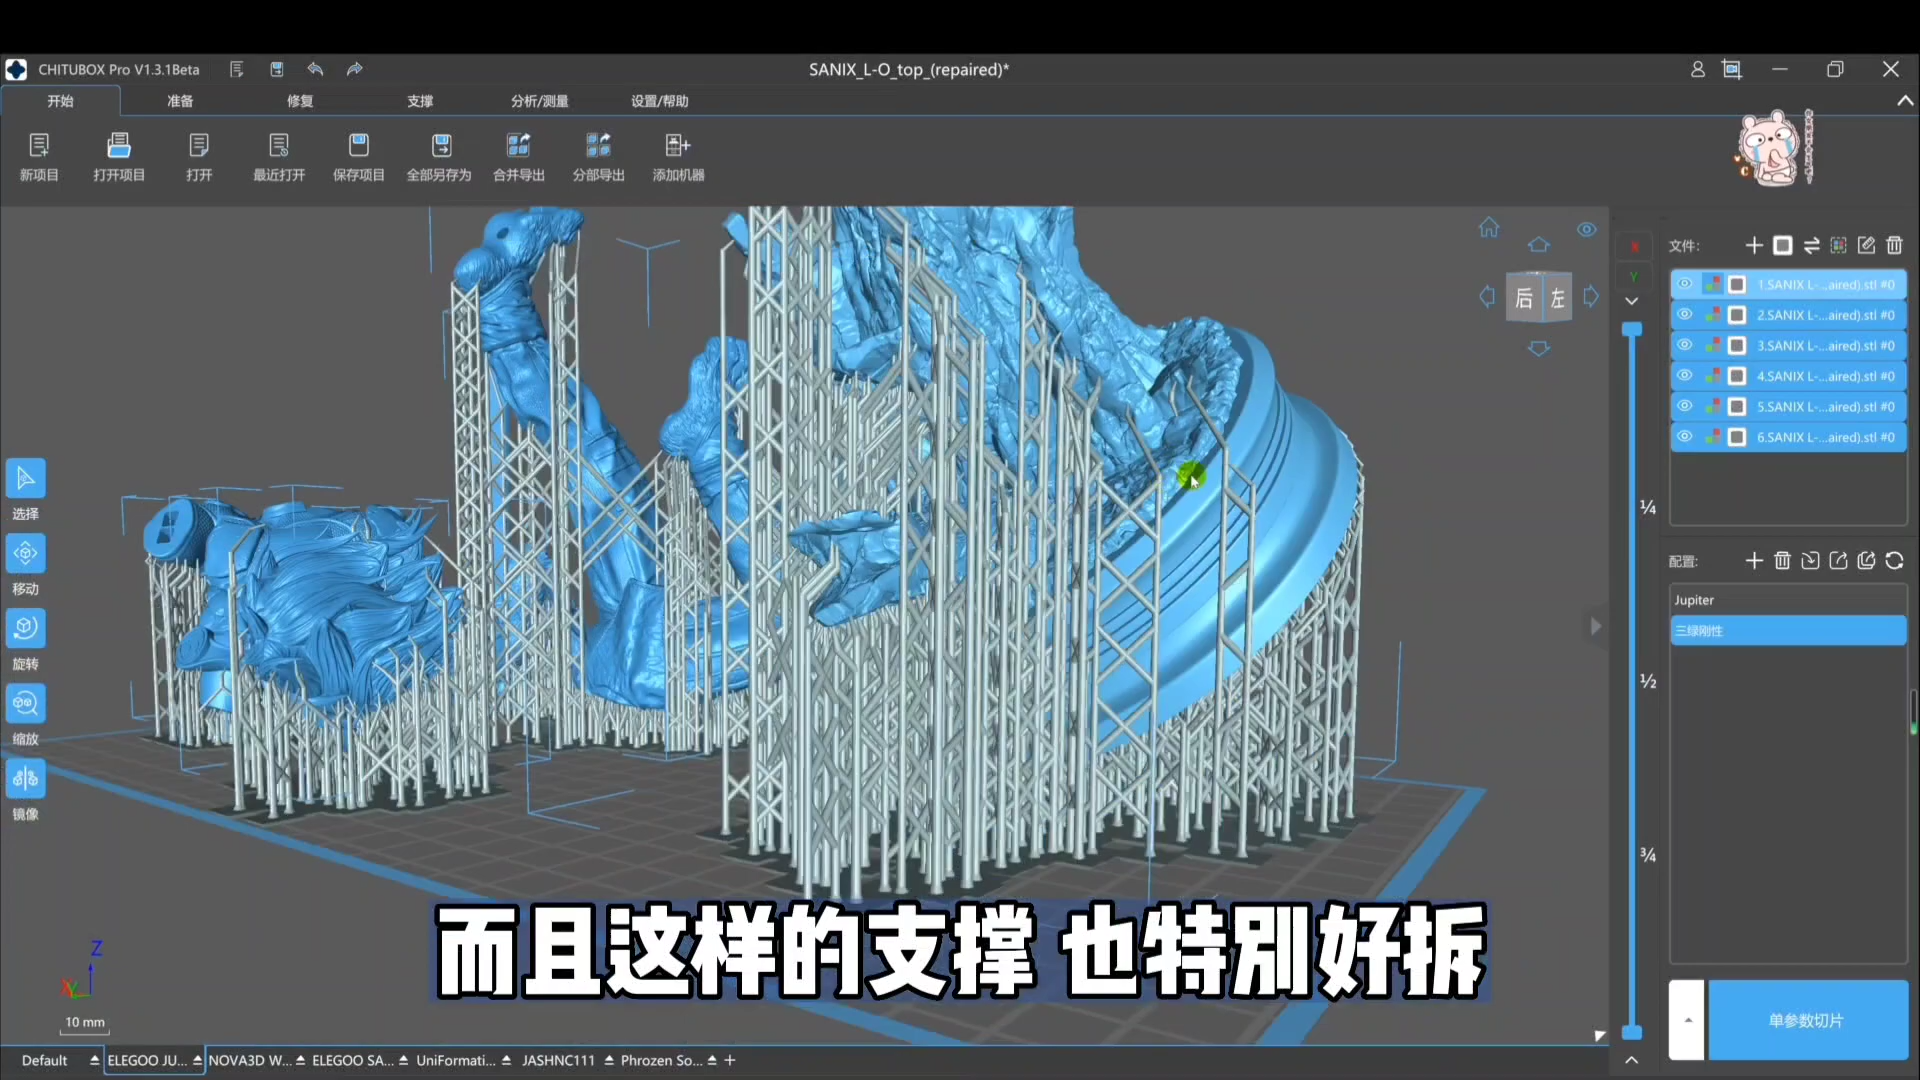 CHITUBOX Pro V1.3.1Beta
SANIX_L-O_top_(repaired)*
开始 准备 修复 支撑 分析/测量 设置/帮助
新项目 打开项目 打开 最近打开 保存项目 全部另存为 合并导出 分部导出 添加机器
文件:
X
Y
后 左
1.SANIX L-...aired).stl #0
2.SANIX L-...aired).stl #0
3.SANIX L-...aired).stl #0
4.SANIX L-...aired).stl #0
5.SANIX L-...aired).stl #0
6.SANIX L-...aired).stl #0
选择
移动
旋转
缩放
镜像
1/4
1/2
3/4
配置:
Jupiter
三绿刚性
而且这样的支撑 也特别好拆
Z
X
Y
10 mm
单参数切片
Default ELEGOO JU... NOVA3D W... ELEGOO SA... UniFormati... JASHNC111 Phrozen So... +